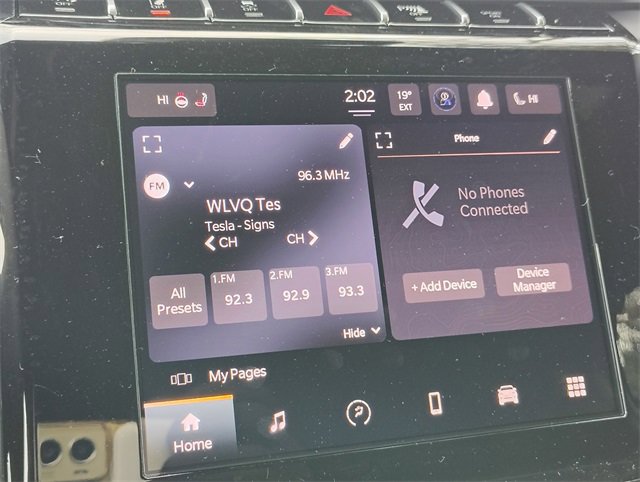 HI
2:02
19°
EXT
HI
96.3 MHz
FM
WLVQ Tes
Tesla - Signs
CH
CH
All
Presets
1.FM
92.3
2.FM
92.9
3.FM
93.3
Hide
Phone
No Phones
Connected
+ Add Device
Device
Manager
My Pages
Home